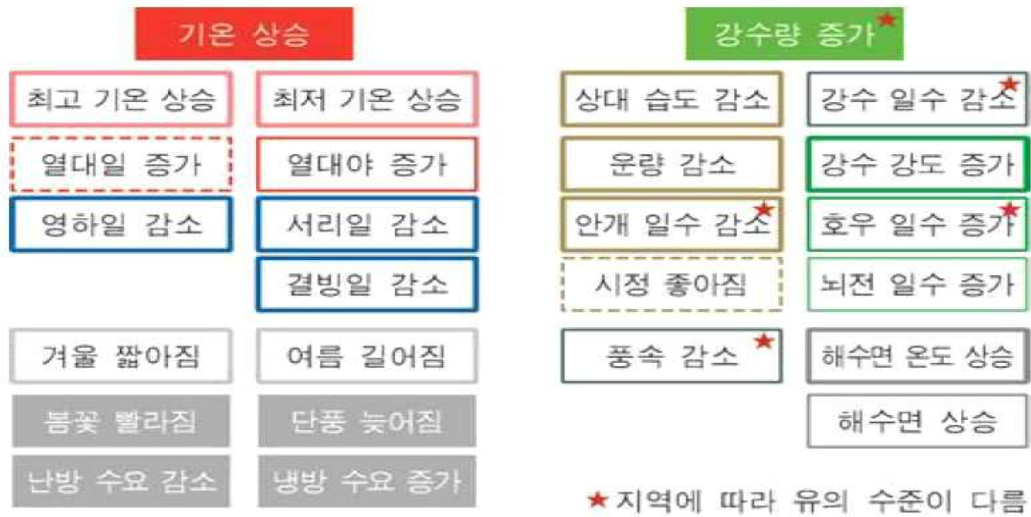 기온 상승
최고 기온 상승
최저 기온 상승
열대일 증가
열대야 증가
영하일 감소
서리일 감소
결빙일 감소
겨울 짧아짐
여름 길어짐
봄꽃 빨라짐
단풍 늦어짐
난방 수요 감소
냉방 수요 증가
강수량 증가★
상대 습도 감소
강수 일수 감소★
운량 감소
강수 강도 증가
안개 일수 감소★
호우 일수 증가★
시정 좋아짐
뇌전 일수 증가
풍속 감소★
해수면 온도 상승
해수면 상승
★지역에 따라 유의 수준이 다름